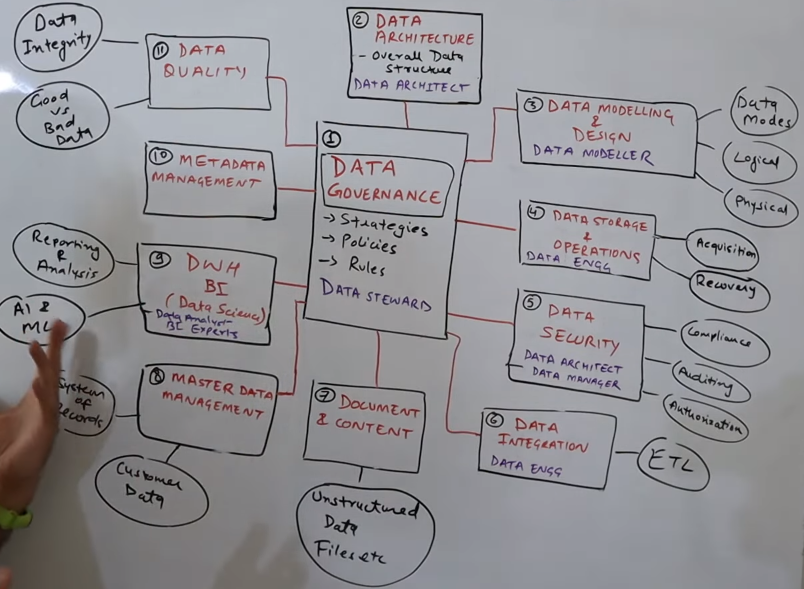 ① DATA
GOVERNANCE
→ Strategies
→ Policies
→ Rules
DATA STEWARD
② DATA
ARCHITECTURE
- Overall Data
Structure
DATA ARCHITECT
③ DATA MODELLING
&
DESIGN
DATA MODELLER
Data
Modes
Logical
Physical
④ DATA STORAGE
&
OPERATIONS
DATA ENGG
Acquisition
Recovery
⑤ DATA
SECURITY
DATA ARCHITECT
DATA MANAGER
Compliance
Auditing
Authorization
⑥ DATA
INTEGRATION
DATA ENGG
ETL
⑦ DOCUMENT
& CONTENT
Unstructured
Data
Files etc
⑧ MASTER DATA
MANAGEMENT
System
of
Records
Customer
Data
⑨ DWH
BI
(Data Science)
- Data Analyst
BI Experts
Reporting
&
Analysis
AI &
ML
⑩ METADATA
MANAGEMENT
⑪ DATA
QUALITY
Data
Integrity
Good
vs
Bad
Data